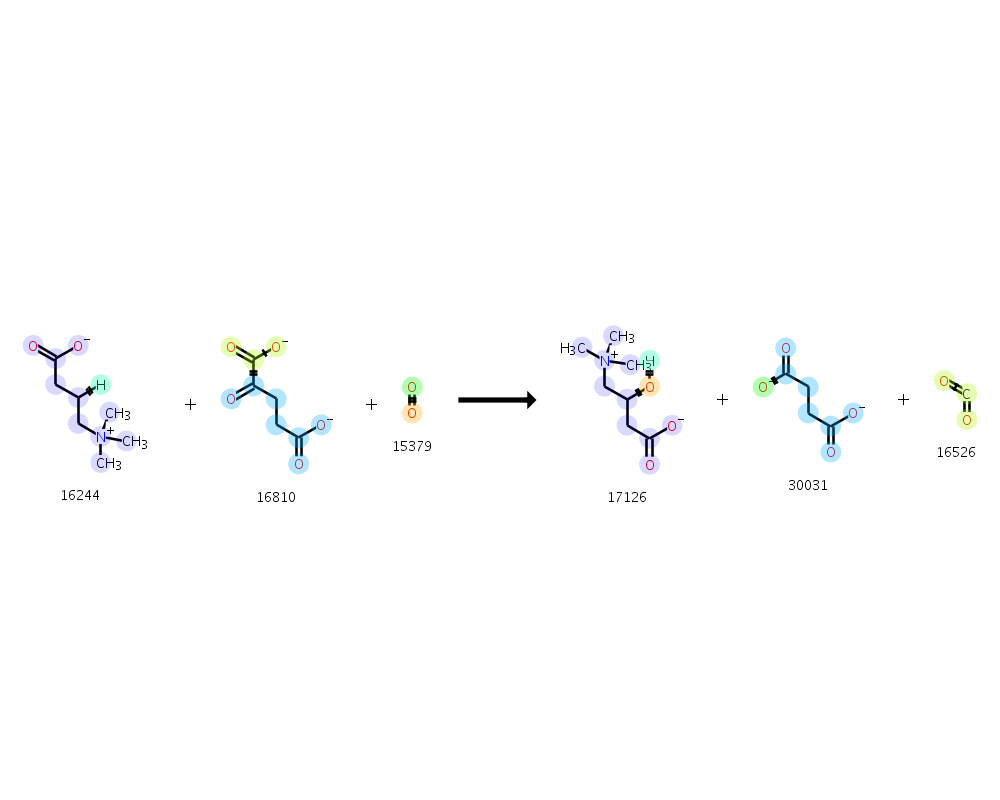 O
O−
H
N+
CH3
CH3
CH3
16244
+
O
O−
O
O−
O
16810
+
O
O
15379
N+
CH3
H3C
CH3
H
O
O−
O
17126
+
O
O−
O−
O
30031
+
O
C
O
16526